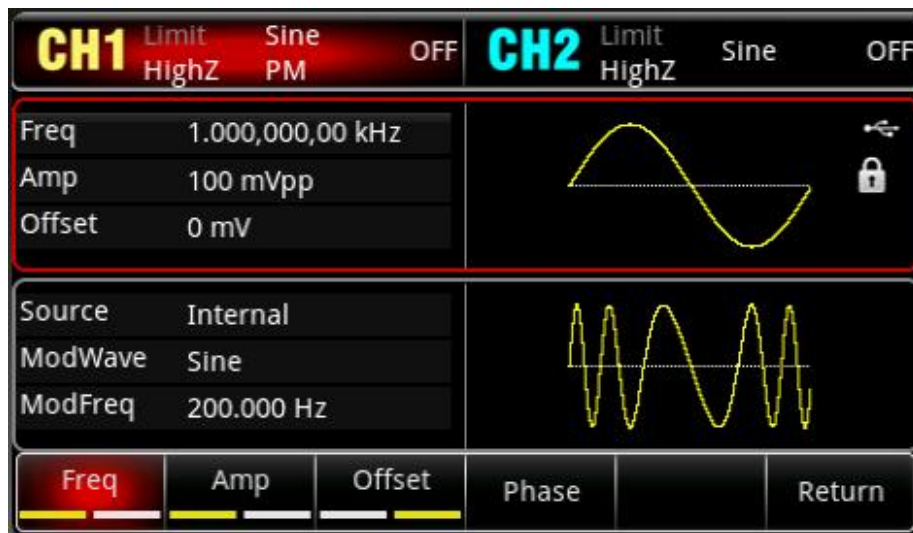 CH1 Limit Sine OFF CH2 Limit Sine OFF
HighZ PM HighZ
Freq 1.000,000,00 kHz
Amp 100 mVpp
Offset 0 mV
Source Internal
ModWave Sine
ModFreq 200.000 Hz
Freq Amp Offset Phase Return